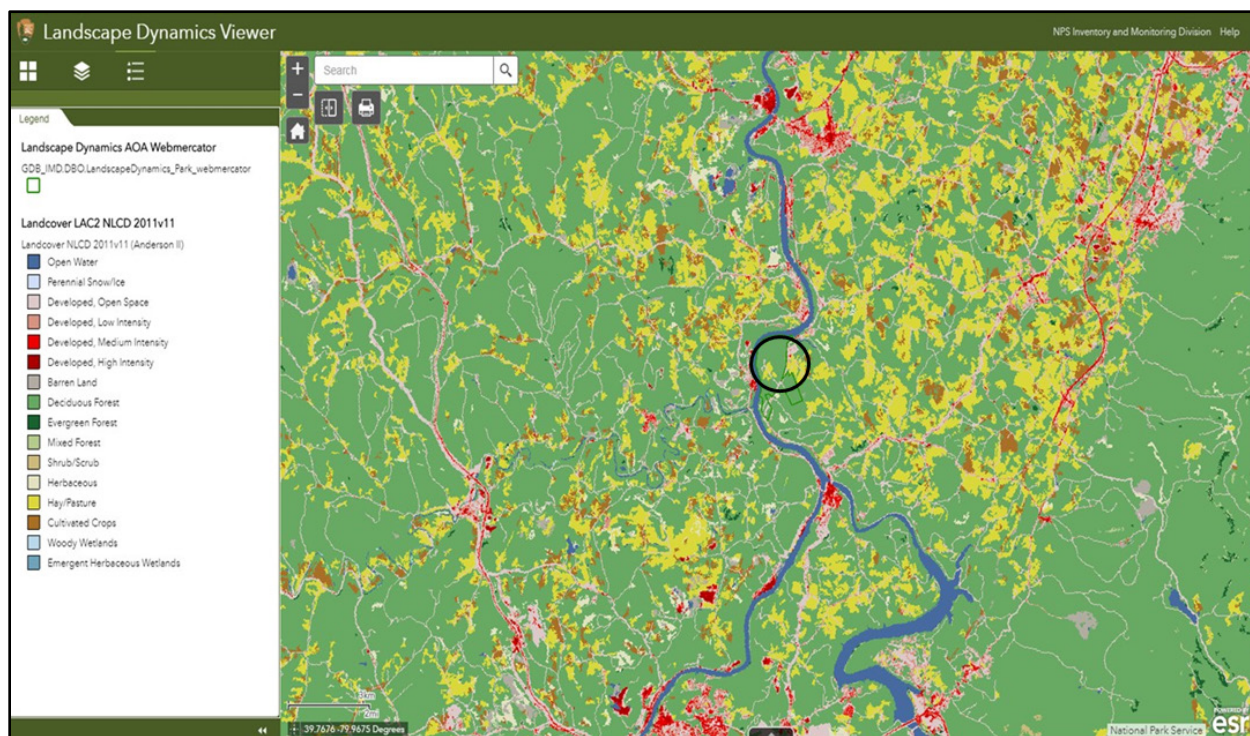 Landscape Dynamics Viewer
NPS Inventory and Monitoring Division Help
Search
Legend
Landscape Dynamics AOA Webmercator
GDB_IMD.DBO.LandscapeDynamics_Park_webmercator
Landcover LAC2 NLCD 2011v11
Landcover NLCD 2011v11 (Anderson II)
Open Water
Perennial Snow/Ice
Developed, Open Space
Developed, Low Intensity
Developed, Medium Intensity
Developed, High Intensity
Barren Land
Deciduous Forest
Evergreen Forest
Mixed Forest
Shrub/Scrub
Herbaceous
Hay/Pasture
Cultivated Crops
Woody Wetlands
Emergent Herbaceous Wetlands
3km
2mi
39.7676 -79.9675 Degrees
National Park Service
POWERED BY
esri